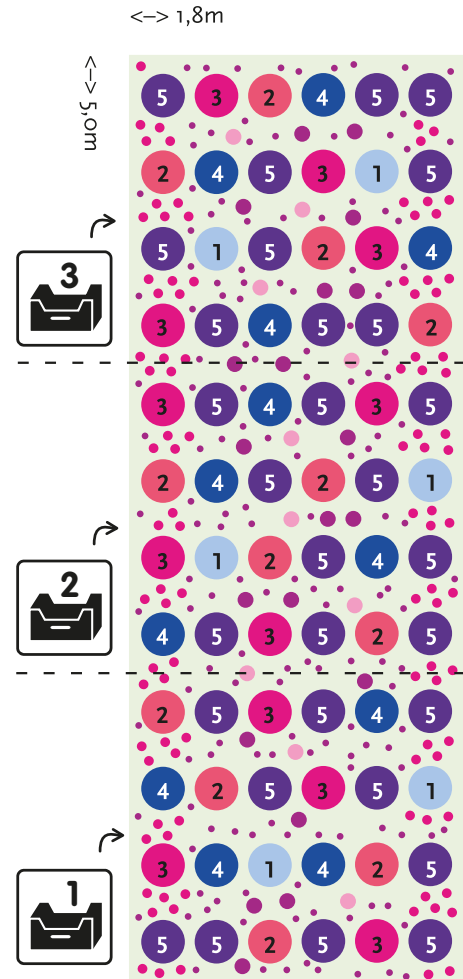 <–> 1,8m
<–> 5,0m
5 3 2 4 5 5
2 4 5 3 1 5
5 1 5 2 3 4
3
3 5 4 5 5 2
3 5 4 5 3 5
2 4 5 2 5 1
3 1 2 5 4 5
2
4 5 3 5 2 5
2 5 3 5 4 5
4 2 5 3 5 1
3 4 1 4 2 5
1
5 5 2 5 3 5